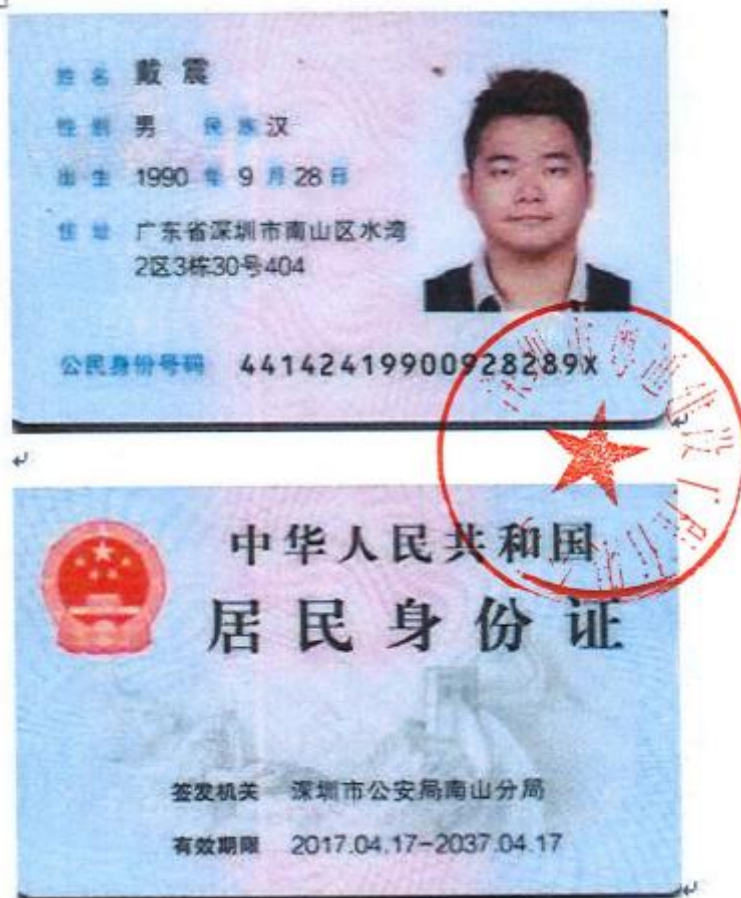 姓名 戴震
性别 男 民族 汉
出生 1990 年 9 月 28 日
住址 广东省深圳市南山区水湾
2区3栋30号404
公民身份号码 44142419900928289X
中华人民共和国
居民身份证
签发机关 深圳市公安局南山分局
有效期限 2017.04.17-2037.04.17